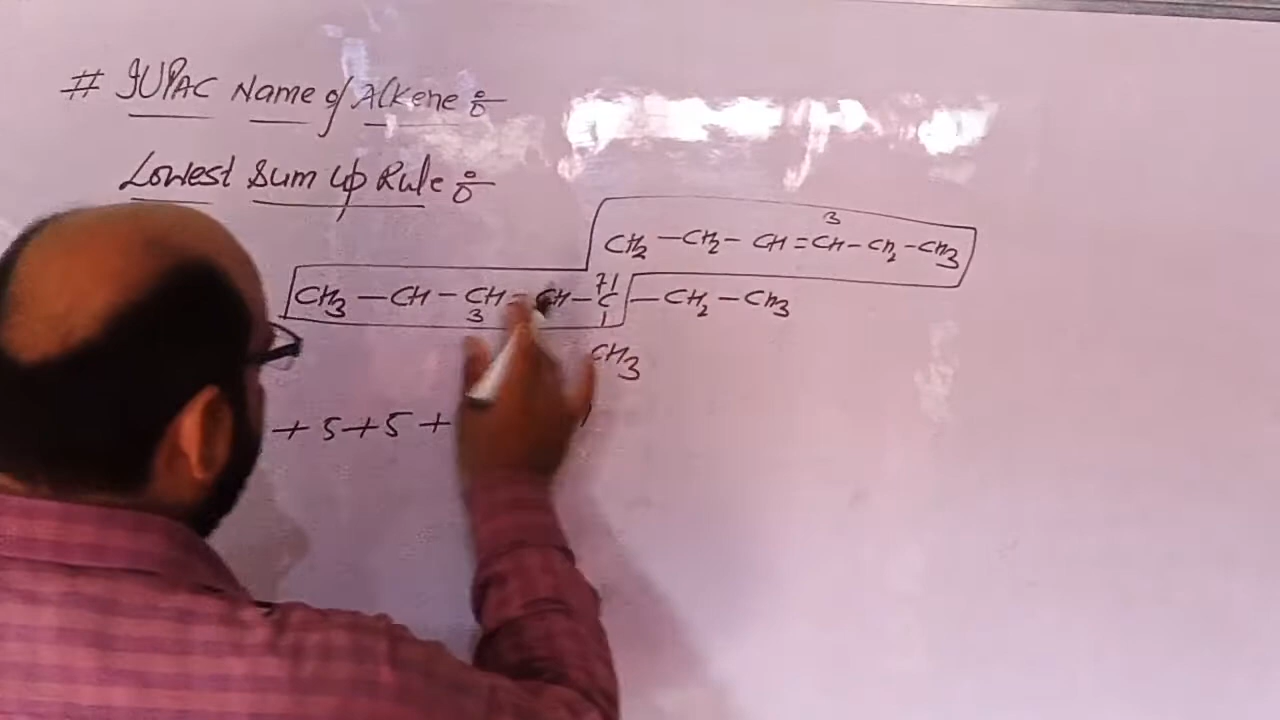 # IUPAC Name of Alkene :-
Lowest Sum Up Rule :-
3
CH2 - CH2 - CH = CH - CH2 - CH3
7
CH3 - CH - CH - CH - C - CH2 - CH3
3
CH3
+ 5 + 5 +